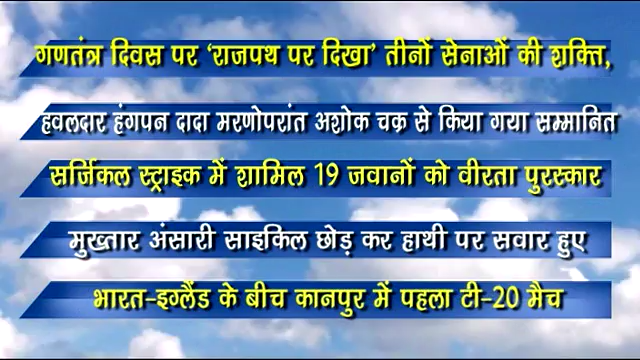 गणतंत्र दिवस पर ‘राजपथ पर दिखा’ तीनों सेनाओं की शक्ति,
हवलदार हंगपन दादा मरणोपरांत अशोक चक्र से किया गया सम्मानित
सर्जिकल स्ट्राइक में शामिल 19 जवानों को वीरता पुरस्कार
मुख्तार अंसारी साइकिल छोड़ कर हाथी पर सवार हुए
भारत-इग्लैंड के बीच कानपुर में पहला टी-20 मैच